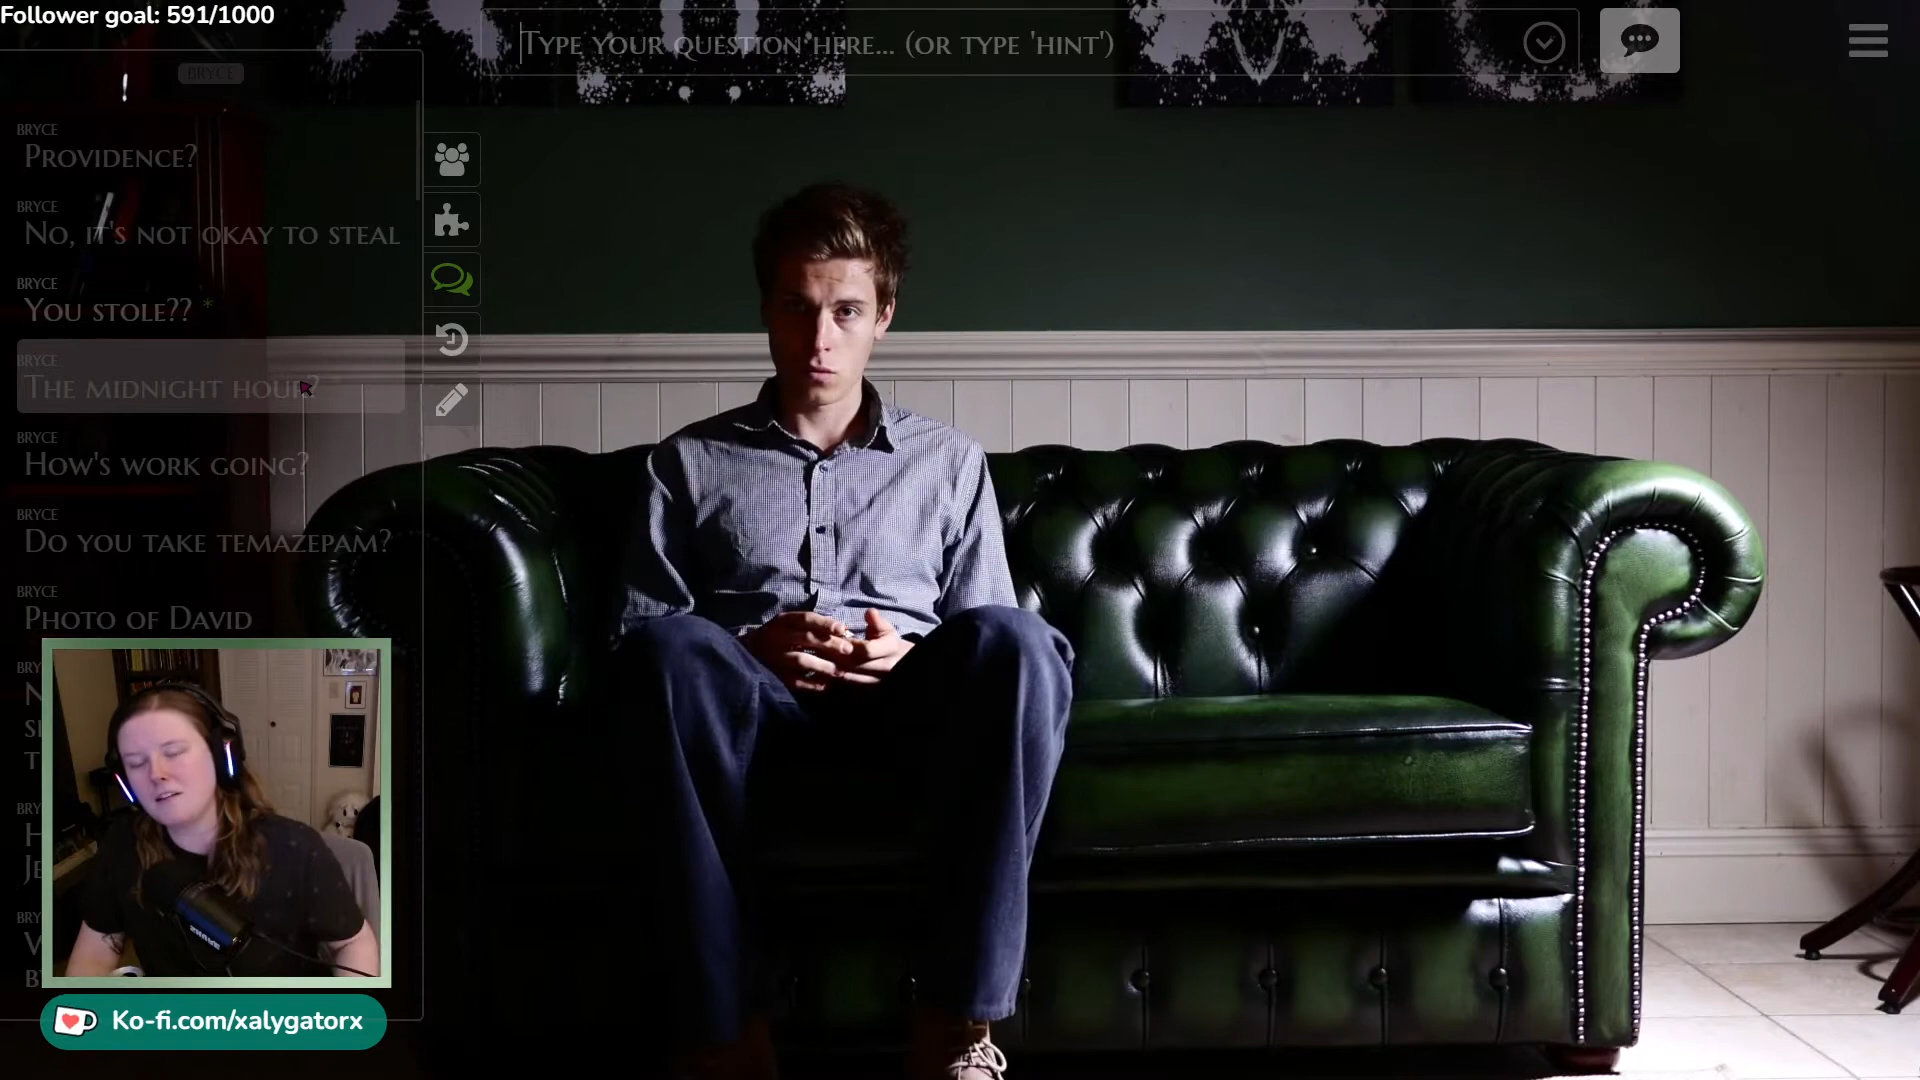 Follower goal: 591/1000
Type your question here... (or type 'hint')
BRYCE
BRYCE
Providence?
BRYCE
No, it's not okay to steal
BRYCE
You stole?? *
BRYCE
The midnight hour?
BRYCE
How's work going?
BRYCE
Do you take temazepam?
BRYCE
Photo of David
Ko-fi.com/xalygatorx